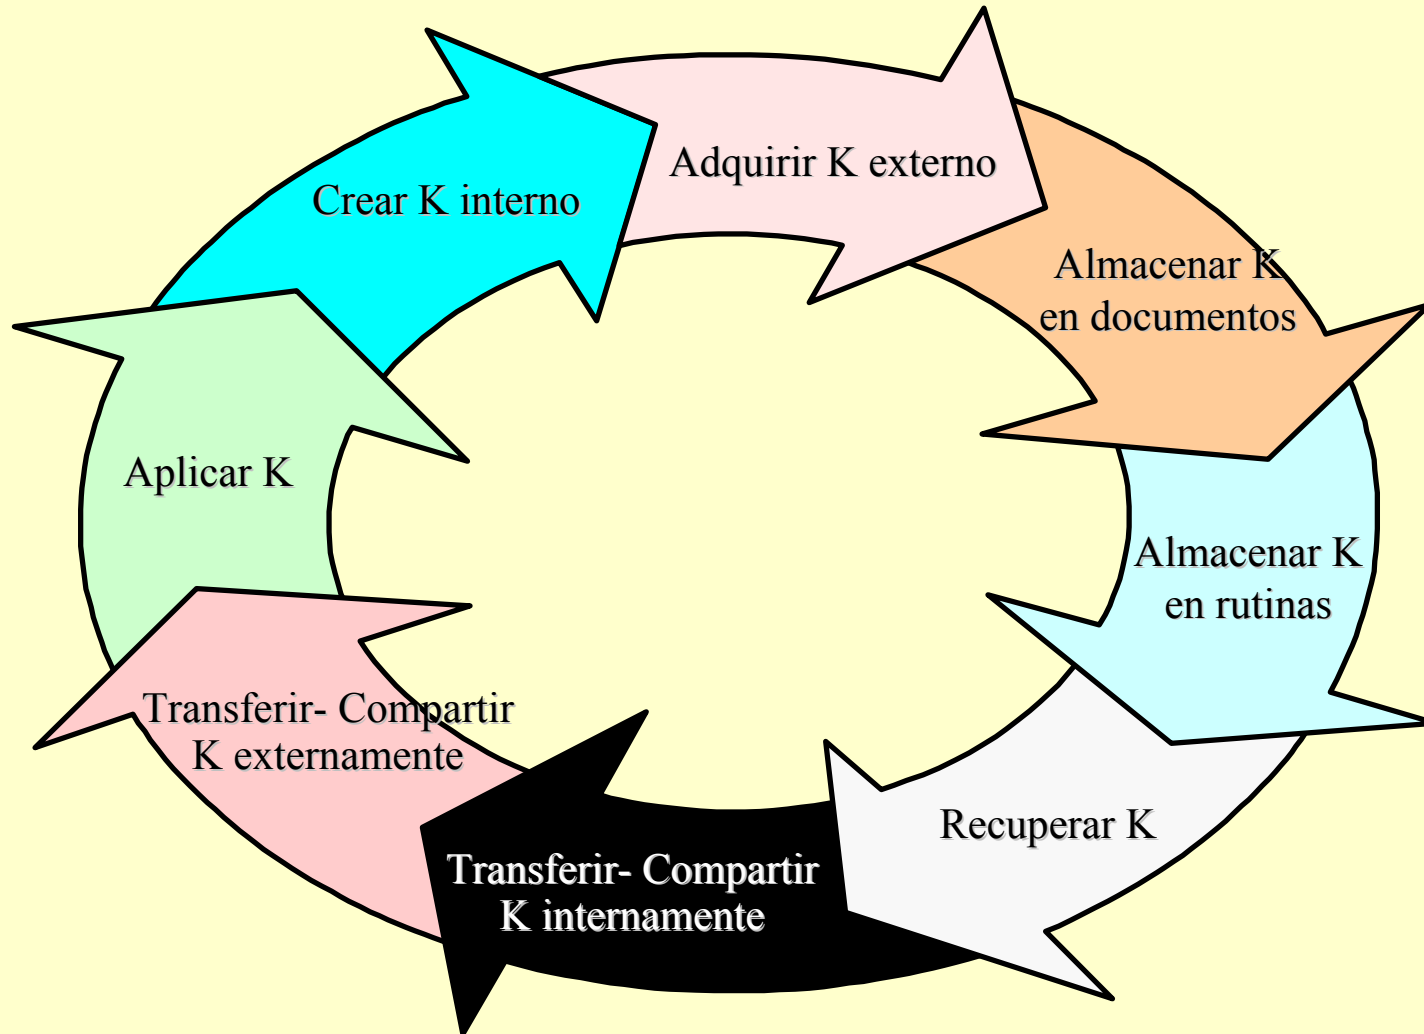 Adquirir K externo
Crear K interno
Almacenar K
en documentos
Aplicar K
Almacenar K
en rutinas
Transferir- Compartir
K externamente
Recuperar K
Transferir- Compartir
K internamente